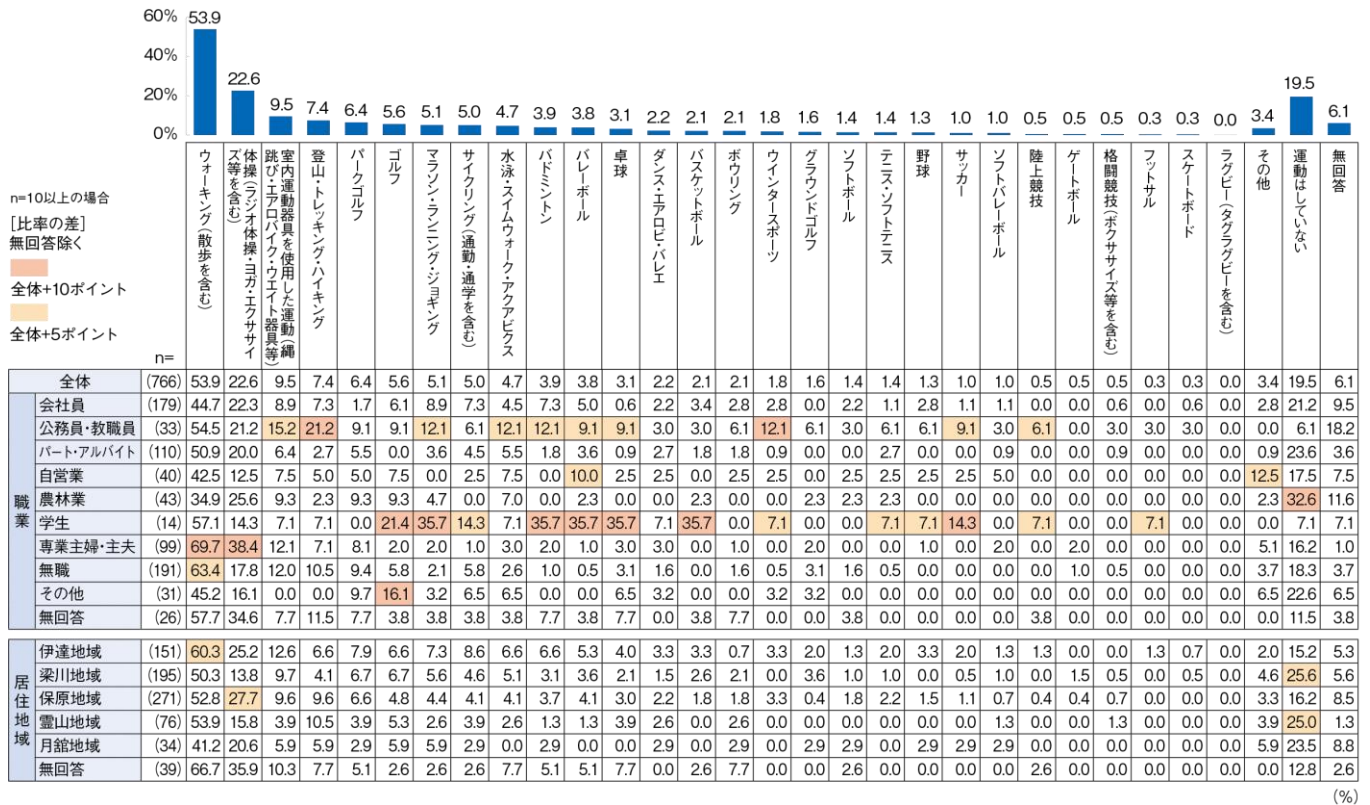 60%
40%
20%
0%
53.9 22.6 9.5 7.4 6.4 5.6 5.1 5.0 4.7 3.9 3.8 3.1 2.2 2.1 2.1 1.8 1.6 1.4 1.4 1.3 1.0 1.0 0.5 0.5 0.5 0.3 0.3 0.0 3.4 19.5 6.1
n=10以上の場合
[比率の差]
無回答除く
全体+10ポイント
全体+5ポイント
n=
ウォーキング(散歩を含む)
体操(ラジオ体操・ヨガ・エクササイ
ズ等を含む)
室内運動器具を使用した運動(縄
跳び・エアロバイク・ウエイト器具等)
登山・トレッキング・ハイキング
パークゴルフ
ゴルフ
マラソン・ランニング・ジョギング
サイクリング(通勤・通学を含む)
水泳・スイムウォーク・アクアビクス
バドミントン
バレーボール
卓球
ダンス・エアロビ・バレエ
バスケットボール
ボウリング
ウインタースポーツ
グラウンドゴルフ
ソフトボール
テニス・ソフトテニス
野球
サッカー
ソフトバレーボール
陸上競技
ゲートボール
格闘競技(ボクササイズ等を含む)
フットサル
スケートボード
ラグビー(タグラグビーを含む)
その他
運動はしていない
無回答
全体 (766) 53.9 22.6 9.5 7.4 6.4 5.6 5.1 5.0 4.7 3.9 3.8 3.1 2.2 2.1 2.1 1.8 1.6 1.4 1.4 1.3 1.0 1.0 0.5 0.5 0.5 0.3 0.3 0.0 3.4 19.5 6.1
職業
会社員 (179) 44.7 22.3 8.9 7.3 1.7 6.1 8.9 7.3 4.5 7.3 5.0 0.6 2.2 3.4 2.8 2.8 0.0 2.2 1.1 2.8 1.1 1.1 0.0 0.0 0.6 0.0 0.6 0.0 2.8 21.2 9.5
公務員・教職員 (33) 54.5 21.2 15.2 21.2 9.1 9.1 12.1 6.1 12.1 12.1 9.1 9.1 3.0 3.0 6.1 12.1 3.0 3.0 6.1 6.1 9.1 3.0 6.1 0.0 3.0 3.0 3.0 0.0 0.0 6.1 18.2
パート・アルバイト (110) 50.9 20.0 6.4 2.7 5.5 0.0 3.6 4.5 5.5 1.8 3.6 0.9 2.7 1.8 1.8 0.9 0.0 0.0 2.7 0.0 0.0 0.9 0.0 0.0 0.9 0.0 0.0 0.0 0.9 23.6 3.6
自営業 (40) 42.5 12.5 7.5 5.0 5.0 7.5 0.0 2.5 7.5 0.0 10.0 2.5 2.5 0.0 2.5 2.5 0.0 2.5 2.5 2.5 2.5 5.0 0.0 0.0 0.0 0.0 0.0 0.0 12.5 17.5 7.5
農林業 (43) 34.9 25.6 9.3 2.3 9.3 9.3 4.7 0.0 7.0 0.0 2.3 0.0 0.0 2.3 0.0 0.0 2.3 2.3 2.3 0.0 0.0 0.0 0.0 0.0 0.0 0.0 0.0 0.0 2.3 32.6 11.6
学生 (14) 57.1 14.3 7.1 7.1 0.0 21.4 35.7 14.3 7.1 35.7 35.7 35.7 7.1 35.7 0.0 7.1 0.0 0.0 7.1 7.1 14.3 0.0 7.1 0.0 0.0 7.1 0.0 0.0 0.0 7.1 7.1
専業主婦・主夫 (99) 69.7 38.4 12.1 7.1 8.1 2.0 2.0 1.0 3.0 2.0 1.0 3.0 3.0 0.0 1.0 0.0 2.0 0.0 0.0 1.0 0.0 2.0 0.0 2.0 0.0 0.0 0.0 0.0 5.1 16.2 1.0
無職 (191) 63.4 17.8 12.0 10.5 9.4 5.8 2.1 5.8 2.6 1.0 0.5 3.1 1.6 0.0 1.6 0.5 3.1 1.6 0.5 0.0 0.0 0.0 0.0 1.0 0.5 0.0 0.0 0.0 3.7 18.3 3.7
その他 (31) 45.2 16.1 0.0 0.0 9.7 16.1 3.2 6.5 6.5 0.0 6.5 0.0 3.2 0.0 0.0 3.2 3.2 0.0 0.0 0.0 0.0 0.0 0.0 0.0 0.0 0.0 0.0 0.0 6.5 22.6 6.5
無回答 (26) 57.7 34.6 7.7 11.5 7.7 3.8 3.8 3.8 3.8 7.7 3.8 7.7 0.0 3.8 7.7 0.0 0.0 3.8 0.0 0.0 0.0 0.0 3.8 0.0 0.0 0.0 0.0 0.0 0.0 11.5 3.8
居住地域
伊達地域 (151) 60.3 25.2 12.6 6.6 7.9 6.6 7.3 8.6 6.6 6.6 5.3 4.0 3.3 3.3 0.7 3.3 2.0 1.3 2.0 3.3 2.0 1.3 1.3 0.0 0.0 1.3 0.7 0.0 2.0 15.2 5.3
梁川地域 (195) 50.3 13.8 9.7 4.1 6.7 6.7 5.6 4.6 5.1 3.1 3.6 2.1 1.5 2.6 2.1 0.0 3.6 1.0 1.0 0.0 0.5 1.0 0.0 1.5 0.5 0.0 0.5 0.0 4.6 25.6 5.6
保原地域 (271) 52.8 27.7 9.6 9.6 6.6 4.8 4.4 4.1 4.1 3.7 4.1 3.0 2.2 1.8 1.8 3.3 0.4 1.8 2.2 1.5 1.1 0.7 0.4 0.4 0.7 0.0 0.0 0.0 3.3 16.2 8.5
霊山地域 (76) 53.9 15.8 3.9 10.5 3.9 5.3 2.6 3.9 2.6 1.3 1.3 3.9 2.6 0.0 2.6 0.0 0.0 0.0 0.0 0.0 0.0 1.3 0.0 0.0 1.3 0.0 0.0 0.0 3.9 25.0 1.3
月舘地域 (34) 41.2 20.6 5.9 5.9 2.9 5.9 5.9 2.9 0.0 2.9 0.0 0.0 2.9 0.0 2.9 0.0 2.9 2.9 0.0 2.9 2.9 2.9 0.0 0.0 0.0 0.0 0.0 0.0 5.9 23.5 8.8
無回答 (39) 66.7 35.9 10.3 7.7 5.1 2.6 2.6 2.6 7.7 5.1 5.1 7.7 0.0 2.6 7.7 0.0 0.0 2.6 0.0 0.0 0.0 0.0 2.6 0.0 0.0 0.0 0.0 0.0 0.0 12.8 2.6
(%)